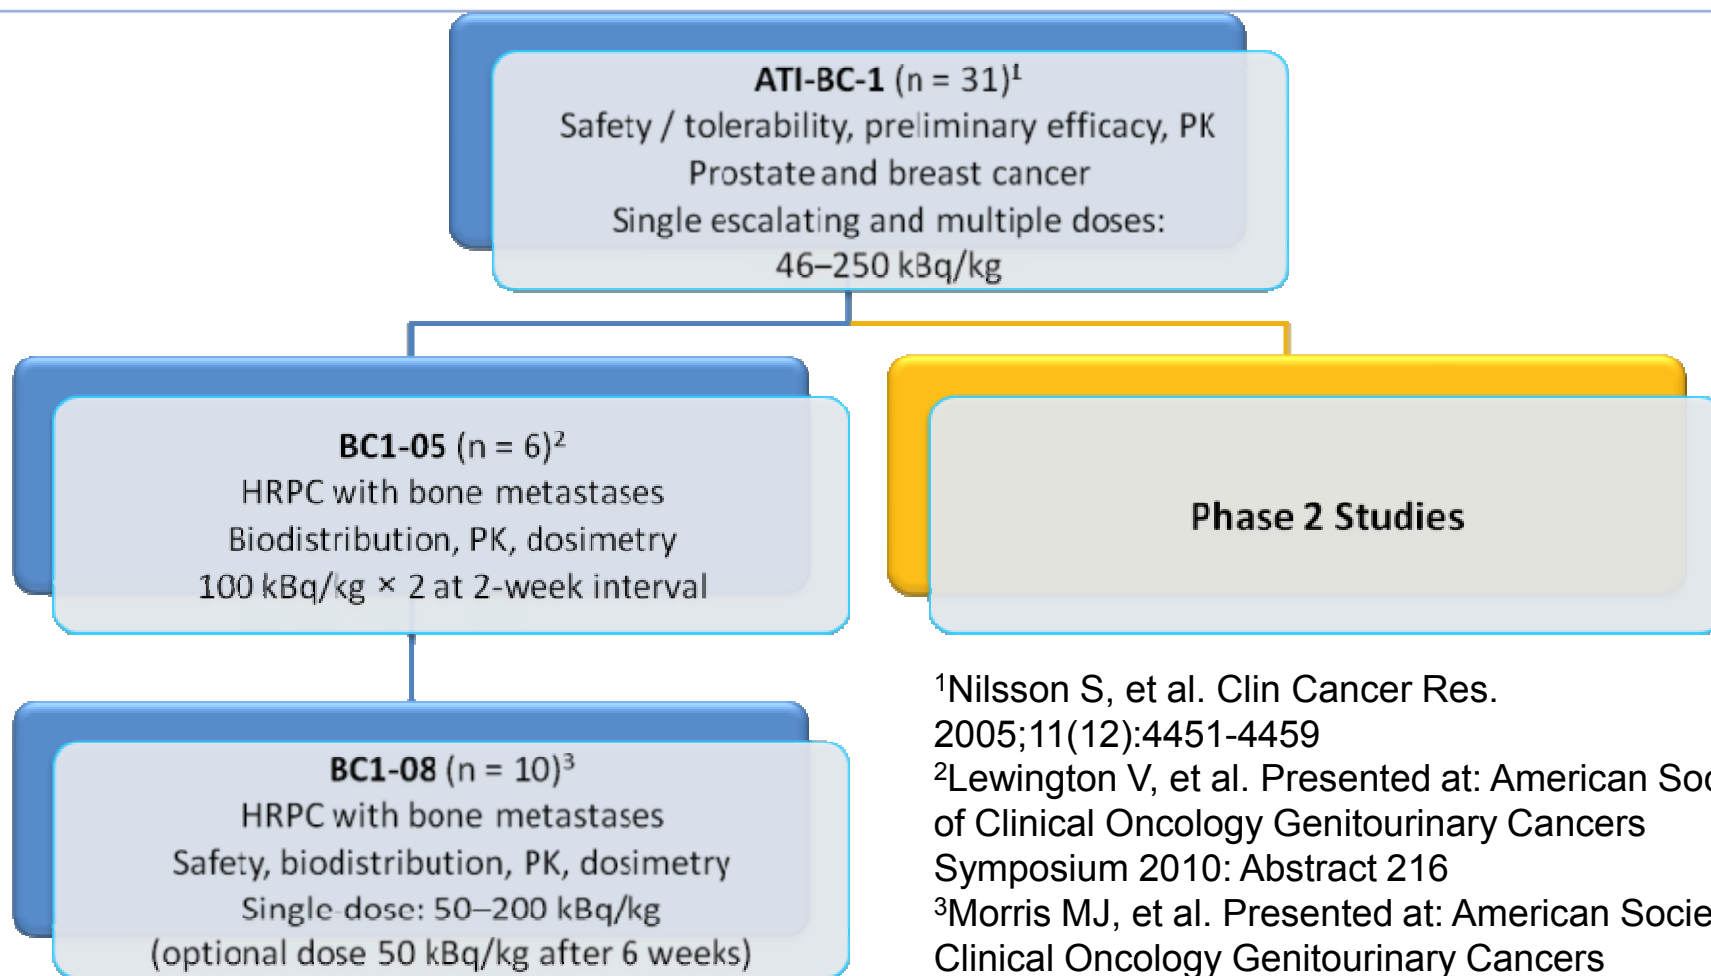 ATI-BC-1 (n = 31)¹
Safety / tolerability, preliminary efficacy, PK
Prostate and breast cancer
Single escalating and multiple doses:
46–250 kBq/kg
BC1-05 (n = 6)²
HRPC with bone metastases
Biodistribution, PK, dosimetry
100 kBq/kg × 2 at 2-week interval
Phase 2 Studies
BC1-08 (n = 10)³
HRPC with bone metastases
Safety, biodistribution, PK, dosimetry
Single dose: 50–200 kBq/kg
(optional dose 50 kBq/kg after 6 weeks)
¹Nilsson S, et al. Clin Cancer Res.
2005;11(12):4451-4459
²Lewington V, et al. Presented at: American Soc
of Clinical Oncology Genitourinary Cancers
Symposium 2010: Abstract 216
³Morris MJ, et al. Presented at: American Socie
Clinical Oncology Genitourinary Cancers